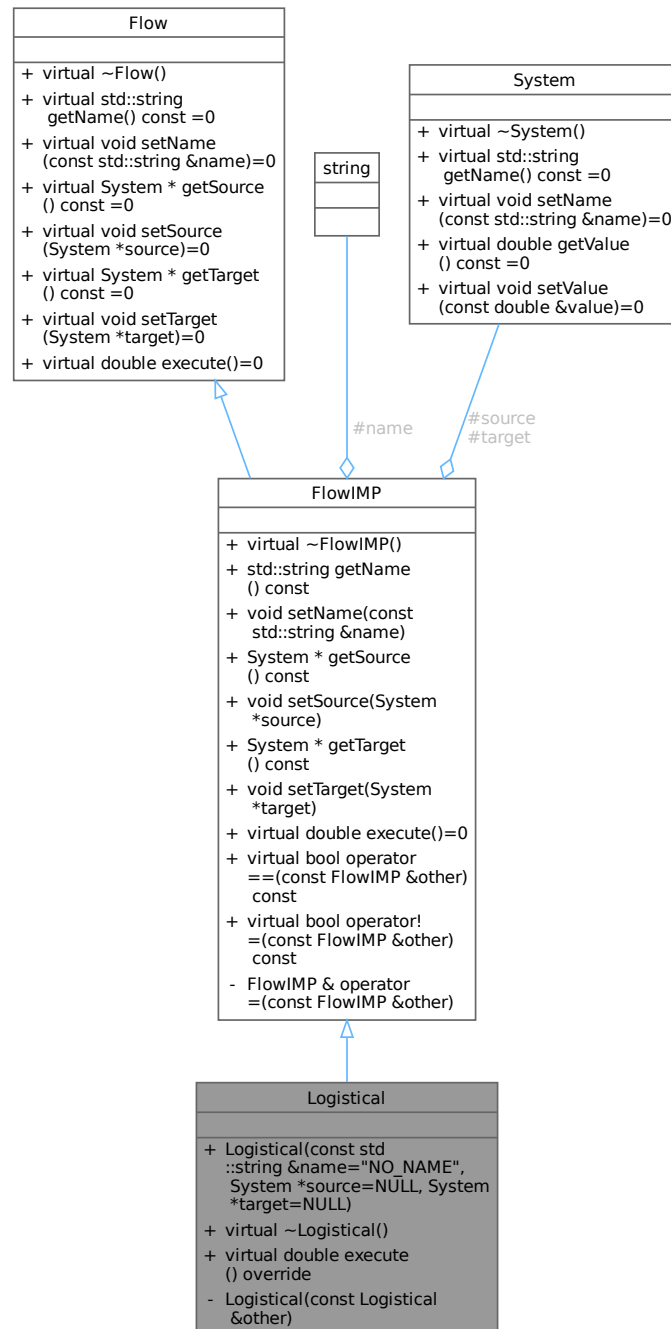 Flow
+ virtual ~Flow()
+ virtual std::string
getName() const =0
+ virtual void setName
(const std::string &name)=0
+ virtual System * getSource
() const =0
+ virtual void setSource
(System *source)=0
+ virtual System * getTarget
() const =0
+ virtual void setTarget
(System *target)=0
+ virtual double execute()=0
string
System
+ virtual ~System()
+ virtual std::string
getName() const =0
+ virtual void setName
(const std::string &name)=0
+ virtual double getValue
() const =0
+ virtual void setValue
(const double &value)=0
#name
#source
#target
FlowIMP
+ virtual ~FlowIMP()
+ std::string getName
() const
+ void setName(const
std::string &name)
+ System * getSource
() const
+ void setSource(System
*source)
+ System * getTarget
() const
+ void setTarget(System
*target)
+ virtual double execute()=0
+ virtual bool operator
==(const FlowIMP &other)
const
+ virtual bool operator!
=(const FlowIMP &other)
const
- FlowIMP & operator
=(const FlowIMP &other)
Logistical
+ Logistical(const std
::string &name="NO_NAME",
System *source=NULL, System
*target=NULL)
+ virtual ~Logistical()
+ virtual double execute
() override
- Logistical(const Logistical
&other)